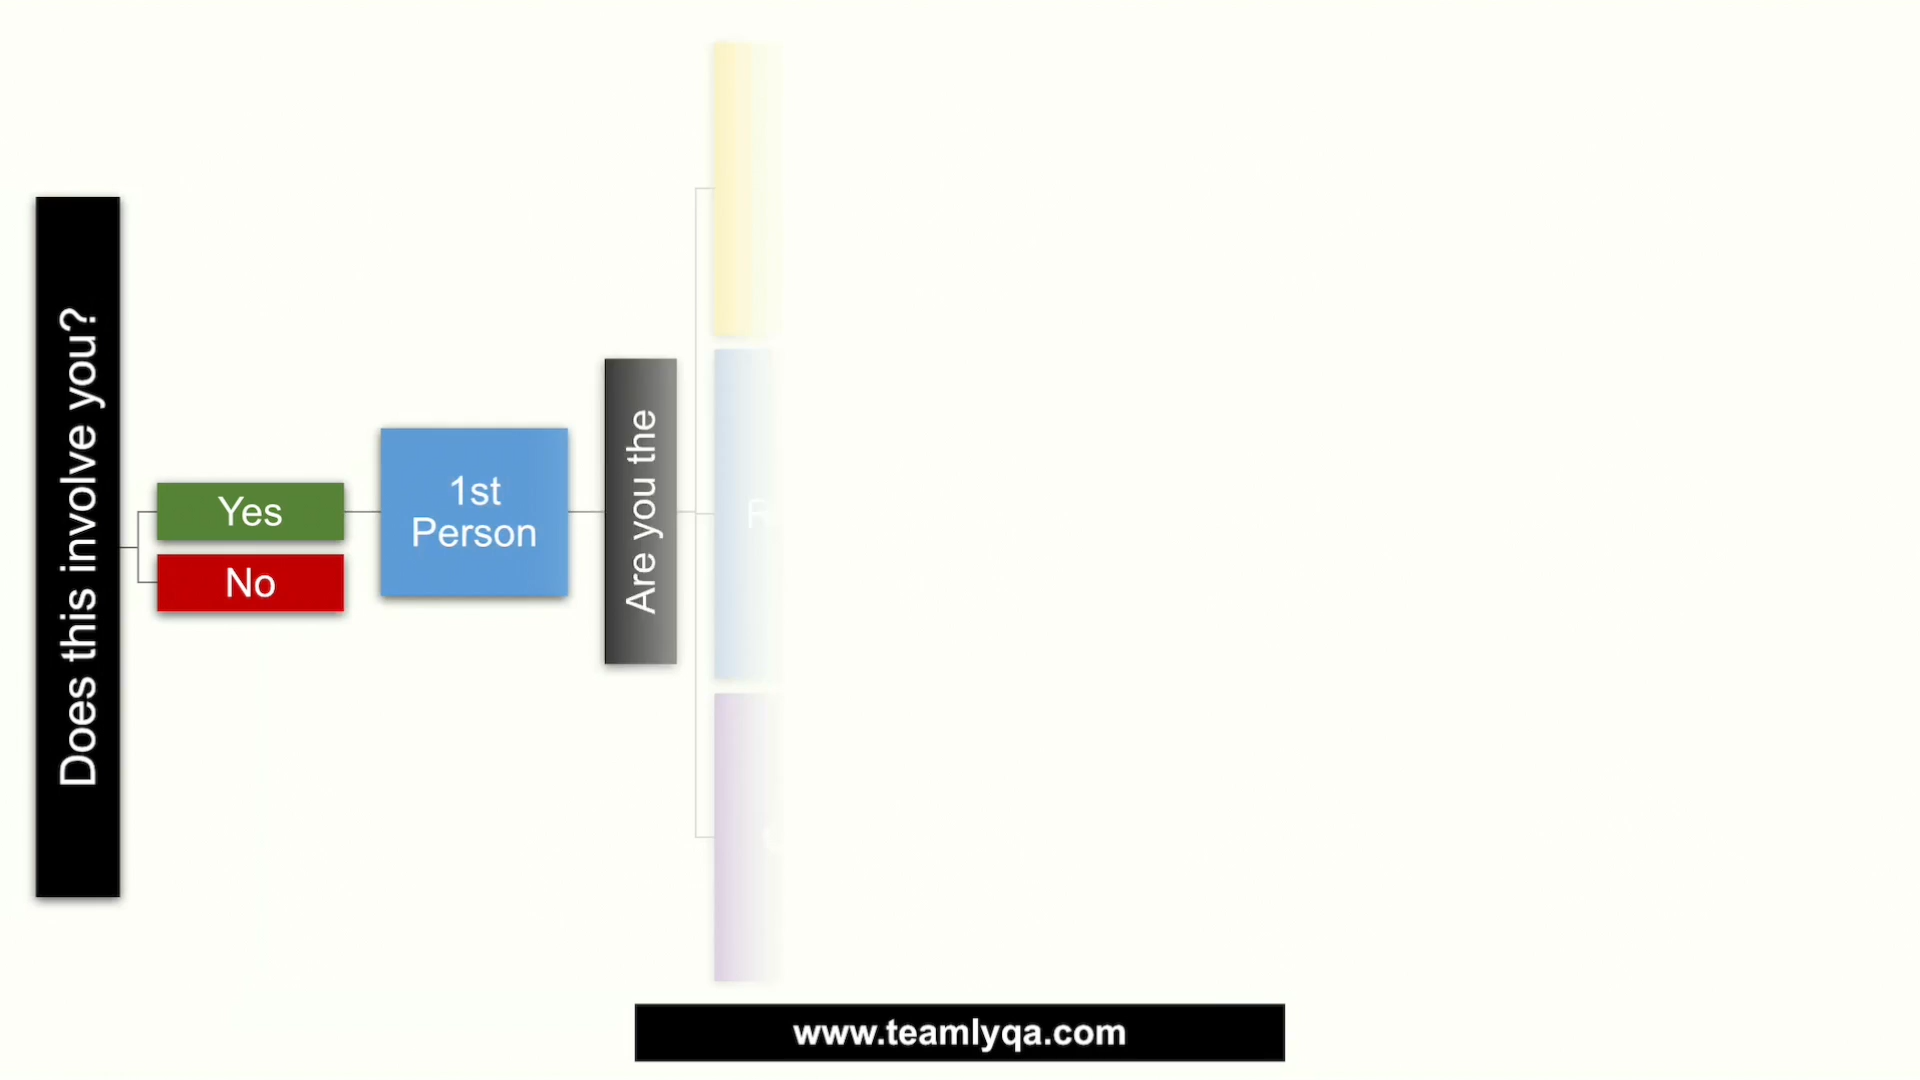 Does this involve you?
Yes
No
1st
Person
Are you the
www.teamlyqa.com